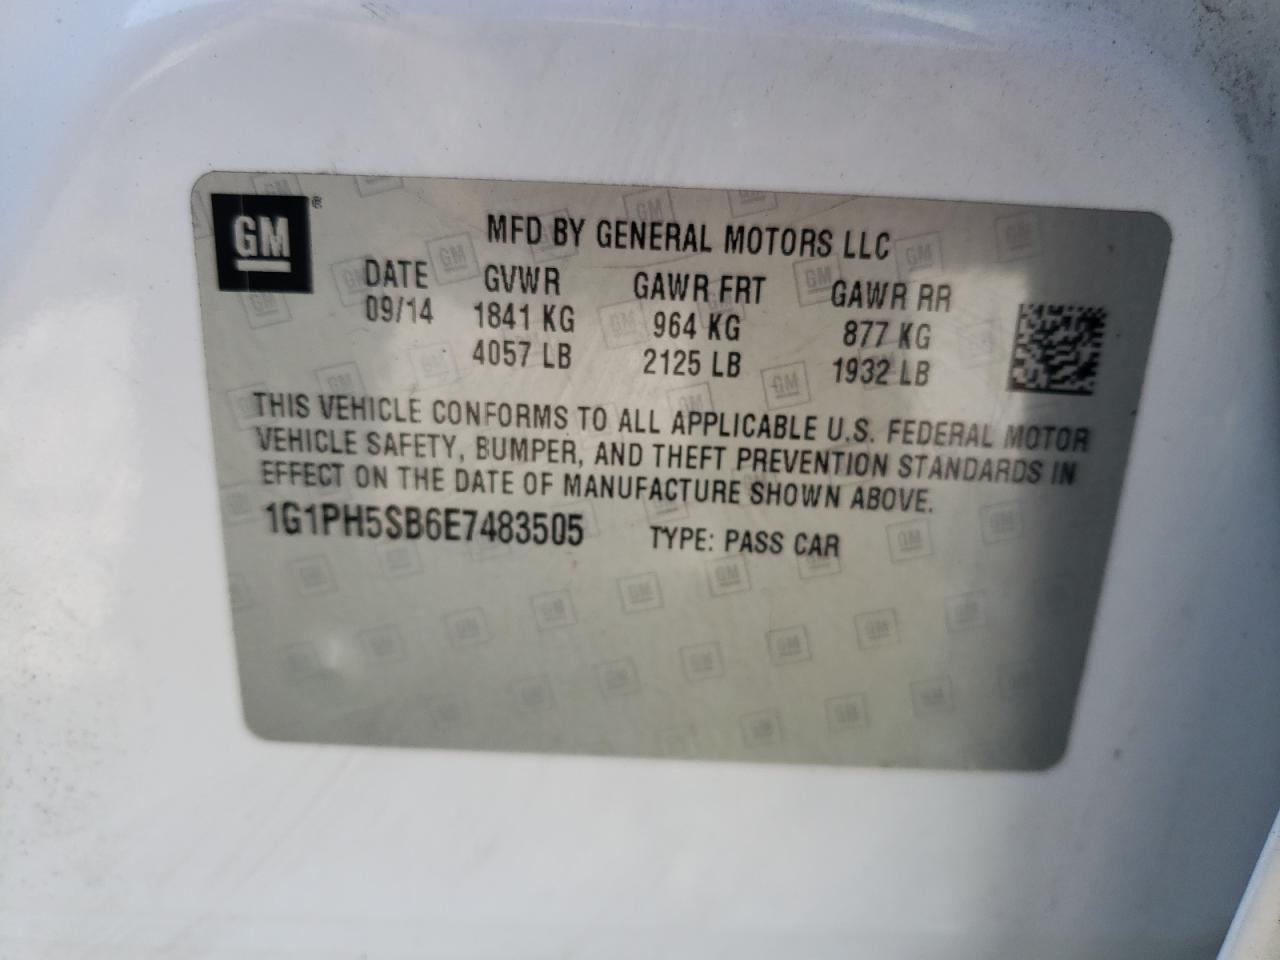 GM®
MFD BY GENERAL MOTORS LLC
DATE GVWR GAWR FRT GAWR RR
09/14 1841 KG 964 KG 877 KG
4057 LB 2125 LB 1932 LB
THIS VEHICLE CONFORMS TO ALL APPLICABLE U.S. FEDERAL MOTOR
VEHICLE SAFETY, BUMPER, AND THEFT PREVENTION STANDARDS IN
EFFECT ON THE DATE OF MANUFACTURE SHOWN ABOVE.
1G1PH5SB6E7483505 TYPE: PASS CAR